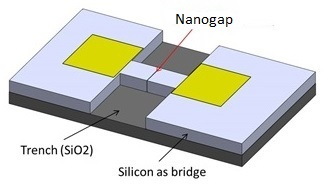 Nanogap
Trench (SiO2)
Silicon as bridge